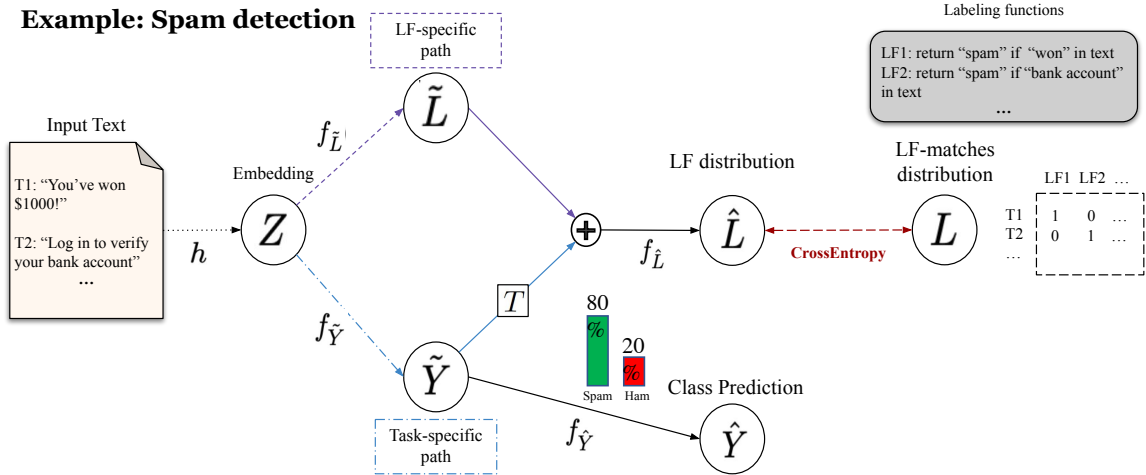 Example: Spam detection
Labeling functions
LF1: return “spam” if “won” in text
LF2: return “spam” if “bank account”
in text
...
LF-specific
path
L̃
Input Text
T1: “You've won
$1000!”
T2: “Log in to verify
your bank account”
...
h
Embedding
Z
f_L̃
f_Ỹ
+
T
f_L̂
LF distribution
L̂
CrossEntropy
LF-matches
distribution
L
LF1 LF2 ...
T1 1 0 ...
T2 0 1 ...
...
Ỹ
Task-specific
path
80
%
20
%
Spam Ham
f_Ŷ
Class Prediction
Ŷ